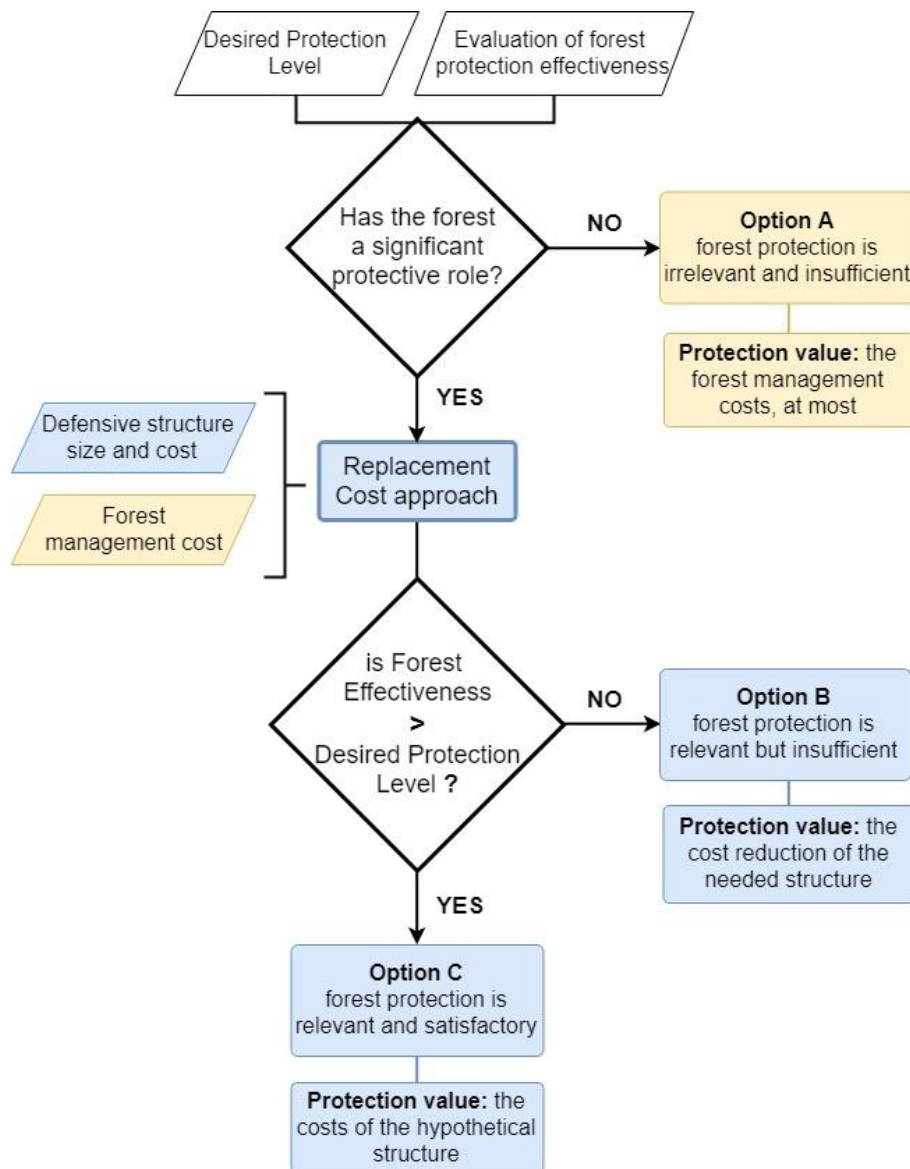 Desired Protection
Level
Evaluation of forest
protection effectiveness
Has the forest
a significant
protective role?
NO
Option A
forest protection is
irrelevant and insufficient
Protection value: the
forest management
costs, at most
YES
Defensive structure
size and cost
Forest
management cost
Replacement
Cost approach
is Forest
Effectiveness
>
Desired Protection
Level ?
NO
Option B
forest protection is
relevant but insufficient
Protection value: the
cost reduction of the
needed structure
YES
Option C
forest protection is
relevant and satisfactory
Protection value: the
costs of the hypothetical
structure